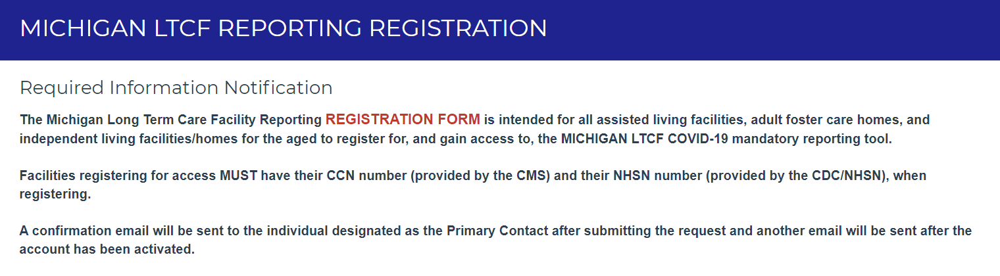 MICHIGAN LTCF REPORTING REGISTRATION
Required Information Notification
The Michigan Long Term Care Facility Reporting REGISTRATION FORM is intended for all assisted living facilities, adult foster care homes, and
independent living facilities/homes for the aged to register for, and gain access to, the MICHIGAN LTCF COVID-19 mandatory reporting tool.
Facilities registering for access MUST have their CCN number (provided by the CMS) and their NHSN number (provided by the CDC/NHSN), when
registering.
A confirmation email will be sent to the individual designated as the Primary Contact after submitting the request and another email will be sent after the
account has been activated.